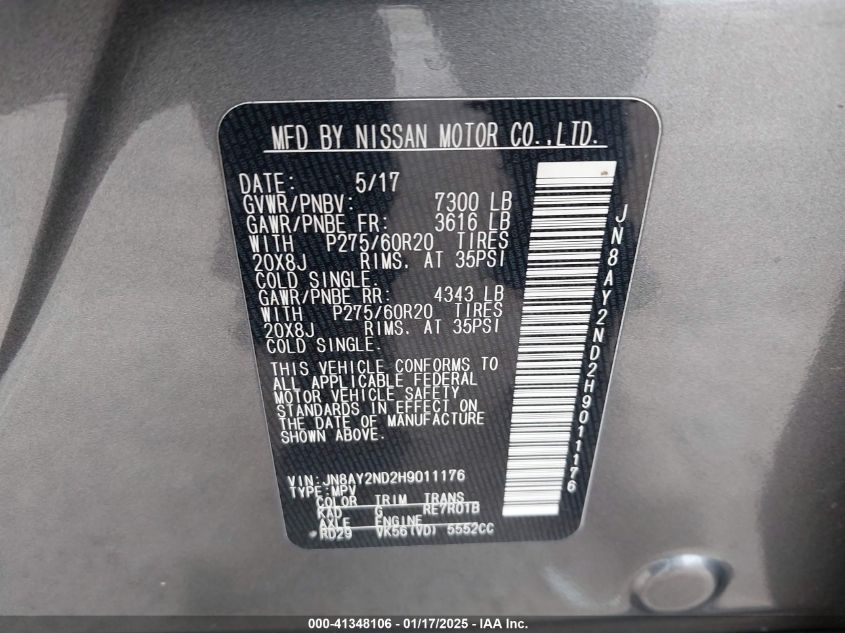 MFD BY NISSAN MOTOR CO.,LTD.
DATE: 5/17
GVWR/PNBV: 7300 LB
GAWR/PNBE FR: 3616 LB
WITH P275/60R20 TIRES
20X8J RIMS. AT 35PSI
COLD SINGLE.
GAWR/PNBE RR: 4343 LB
WITH P275/60R20 TIRES
20X8J RIMS. AT 35PSI
COLD SINGLE.
THIS VEHICLE CONFORMS TO
ALL APPLICABLE FEDERAL
MOTOR VEHICLE SAFETY
STANDARDS IN EFFECT ON
THE DATE OF MANUFACTURE
SHOWN ABOVE.
VIN: JN8AY2ND2H9011176
TYPE: MPV
COLOR TRIM TRANS
KAD G RE7R01B
AXLE ENGINE
RD29 VK56(VD) 5552CC
JN8AY2ND2H9011176
000-41348106 - 01/17/2025 - IAA Inc.